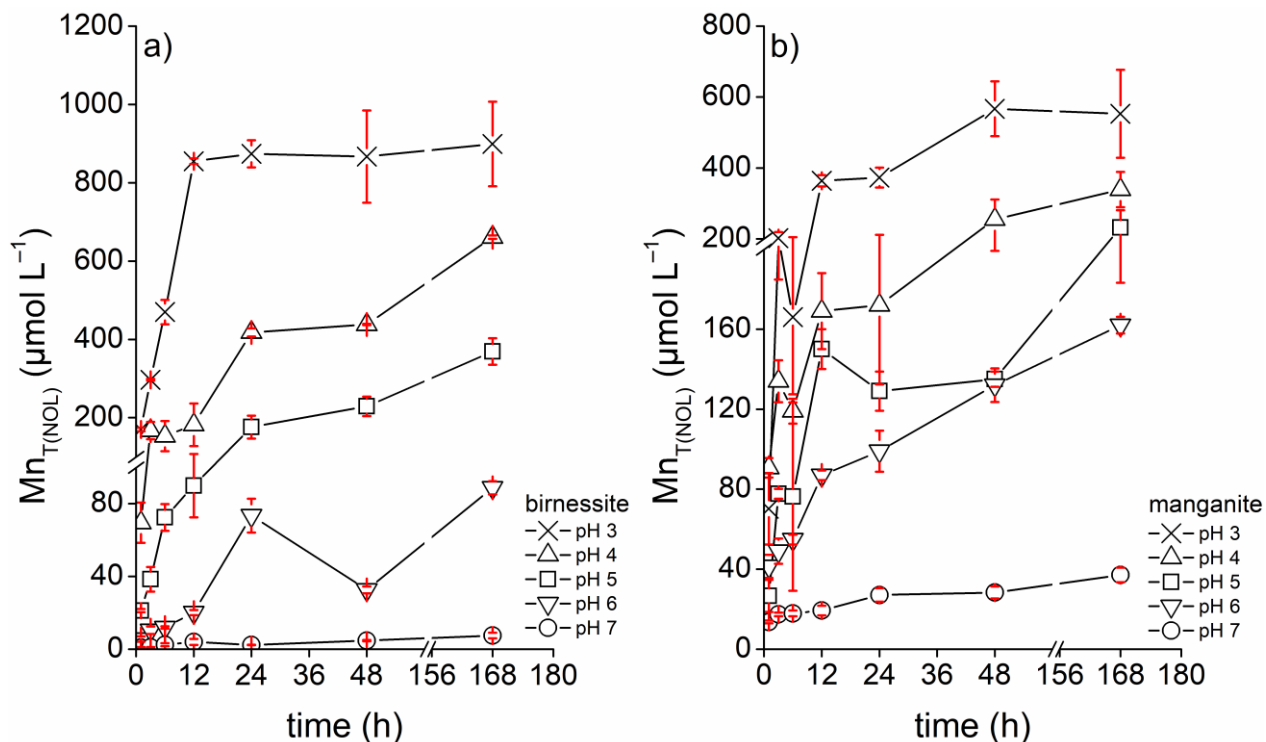 a)
Mn T(NOL) (µmol L⁻¹)
1200
1000
800
600
400
200
80
40
0
birnessite
pH 3
pH 4
pH 5
pH 6
pH 7
0 12 24 36 48 156 168 180
time (h)
b)
Mn T(NOL) (µmol L⁻¹)
800
600
400
200
160
120
80
40
0
manganite
pH 3
pH 4
pH 5
pH 6
pH 7
0 12 24 36 48 156 168 180
time (h)